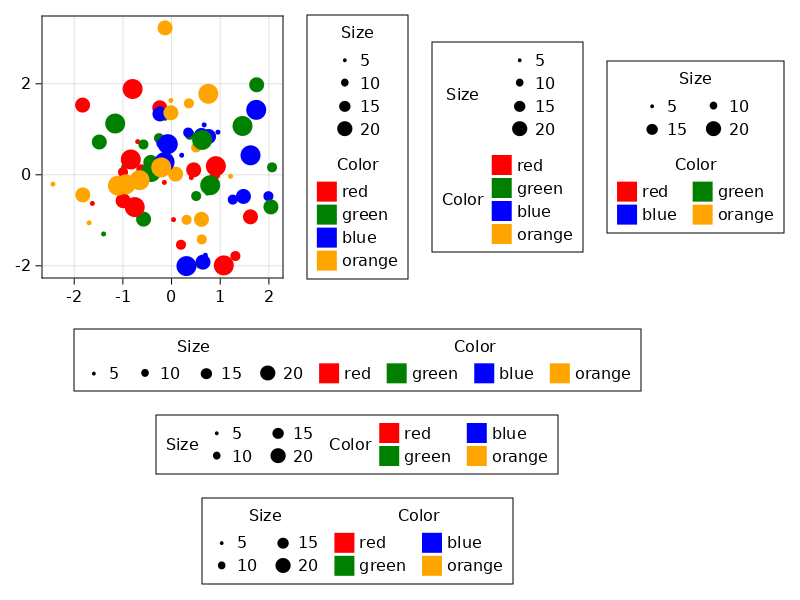 2
0
-2
-2 -1 0 1 2
Size
5
10
15
20
Color
red
green
blue
orange
Size
5
10
15
20
Color
red
green
blue
orange
Size
5 10
15 20
Color
red green
blue orange
Size Color
5 10 15 20 red green blue orange
Size 5 15 Color red blue
10 20 green orange
Size Color
5 15 red blue
10 20 green orange